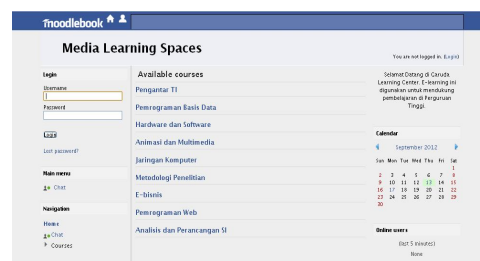 moodlebook
Media Learning Spaces
You are not logged in. (Login)
Login
Username
Password
Login
Lost password?
Main menu
Chat
Navigation
Home
Chat
Courses
Available courses
Pengantar TI
Pemrograman Basis Data
Hardware dan Software
Animasi dan Multimedia
Jaringan Komputer
Metodologi Penelitian
E-bisnis
Pemrograman Web
Analisis dan Perancangan SI
Selamat Datang di Garuda
Learning Center. E-learning ini
digunakan untuk mendukung
pembelajaran di Perguruan
Tinggi.
Calendar
September 2012
Sun Mon Tue Wed Thu Fri Sat
1
2 3 4 5 6 7 8
9 10 11 12 13 14 15
16 17 18 19 20 21 22
23 24 25 26 27 28 29
30
Online users
(last 5 minutes)
None